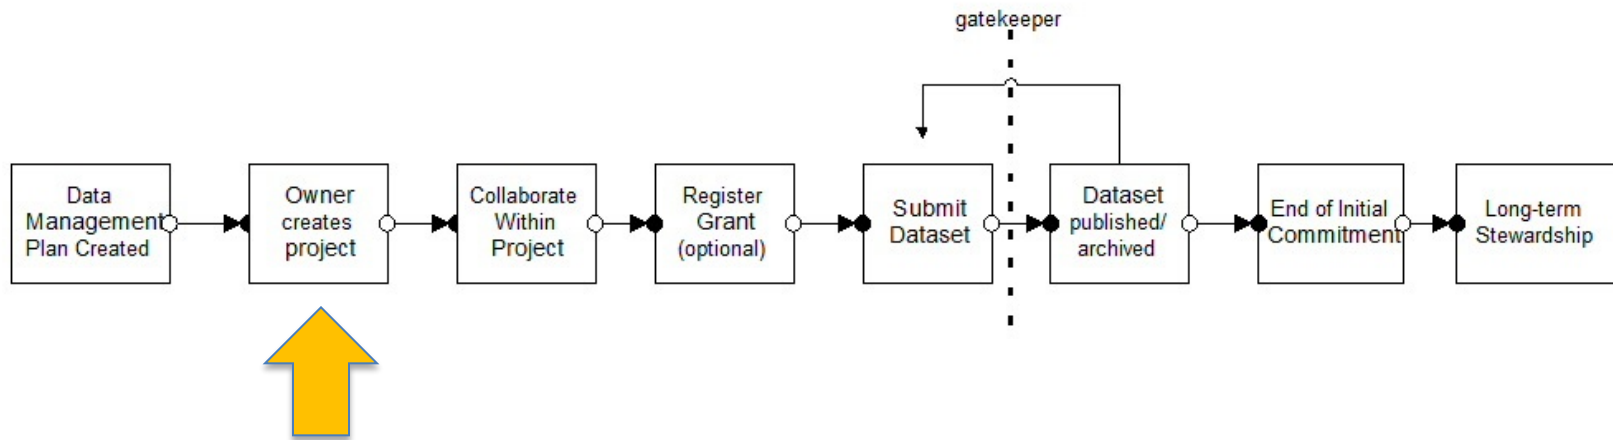 gatekeeper
Data
Management
Plan Created
Owner
creates
project
Collaborate
Within
Project
Register
Grant
(optional)
Submit
Dataset
Dataset
published/
archived
End of Initial
Commitment
Long-term
Stewardship